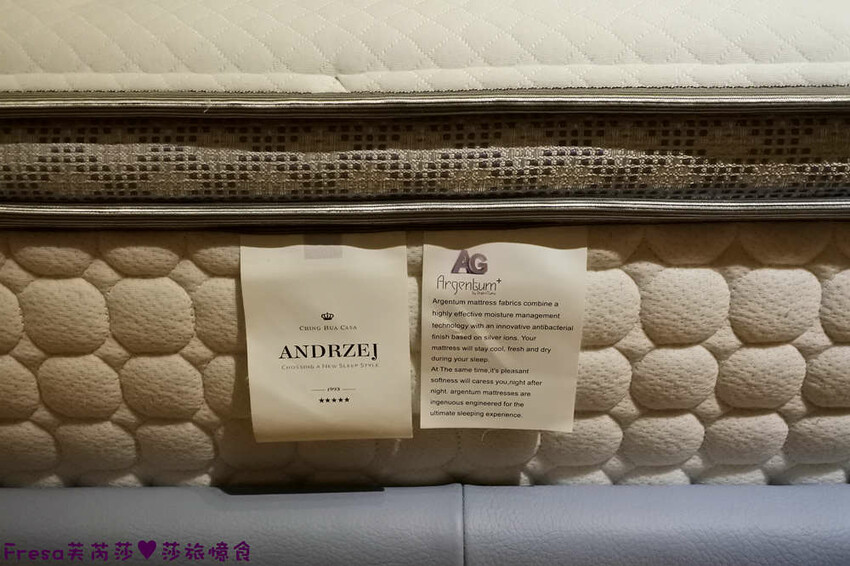 CHING HUA CASA
ANDRZEJ
CHOOSING A NEW SLEEP STYLE
★★★★★
AG
Argentum+
Argentum mattress fabrics combine a
highly effective moisture management
technology with an innovative antibacterial
finish based on silver ions. Your
mattress will stay cool, fresh and dry
during your sleep.
At The same time,it's pleasant
softness will caress you,night after
night. argentum mattresses are
ingenuous engineered for the
ultimate sleeping experience.
Fresa芙芮莎♥莎旅憶食